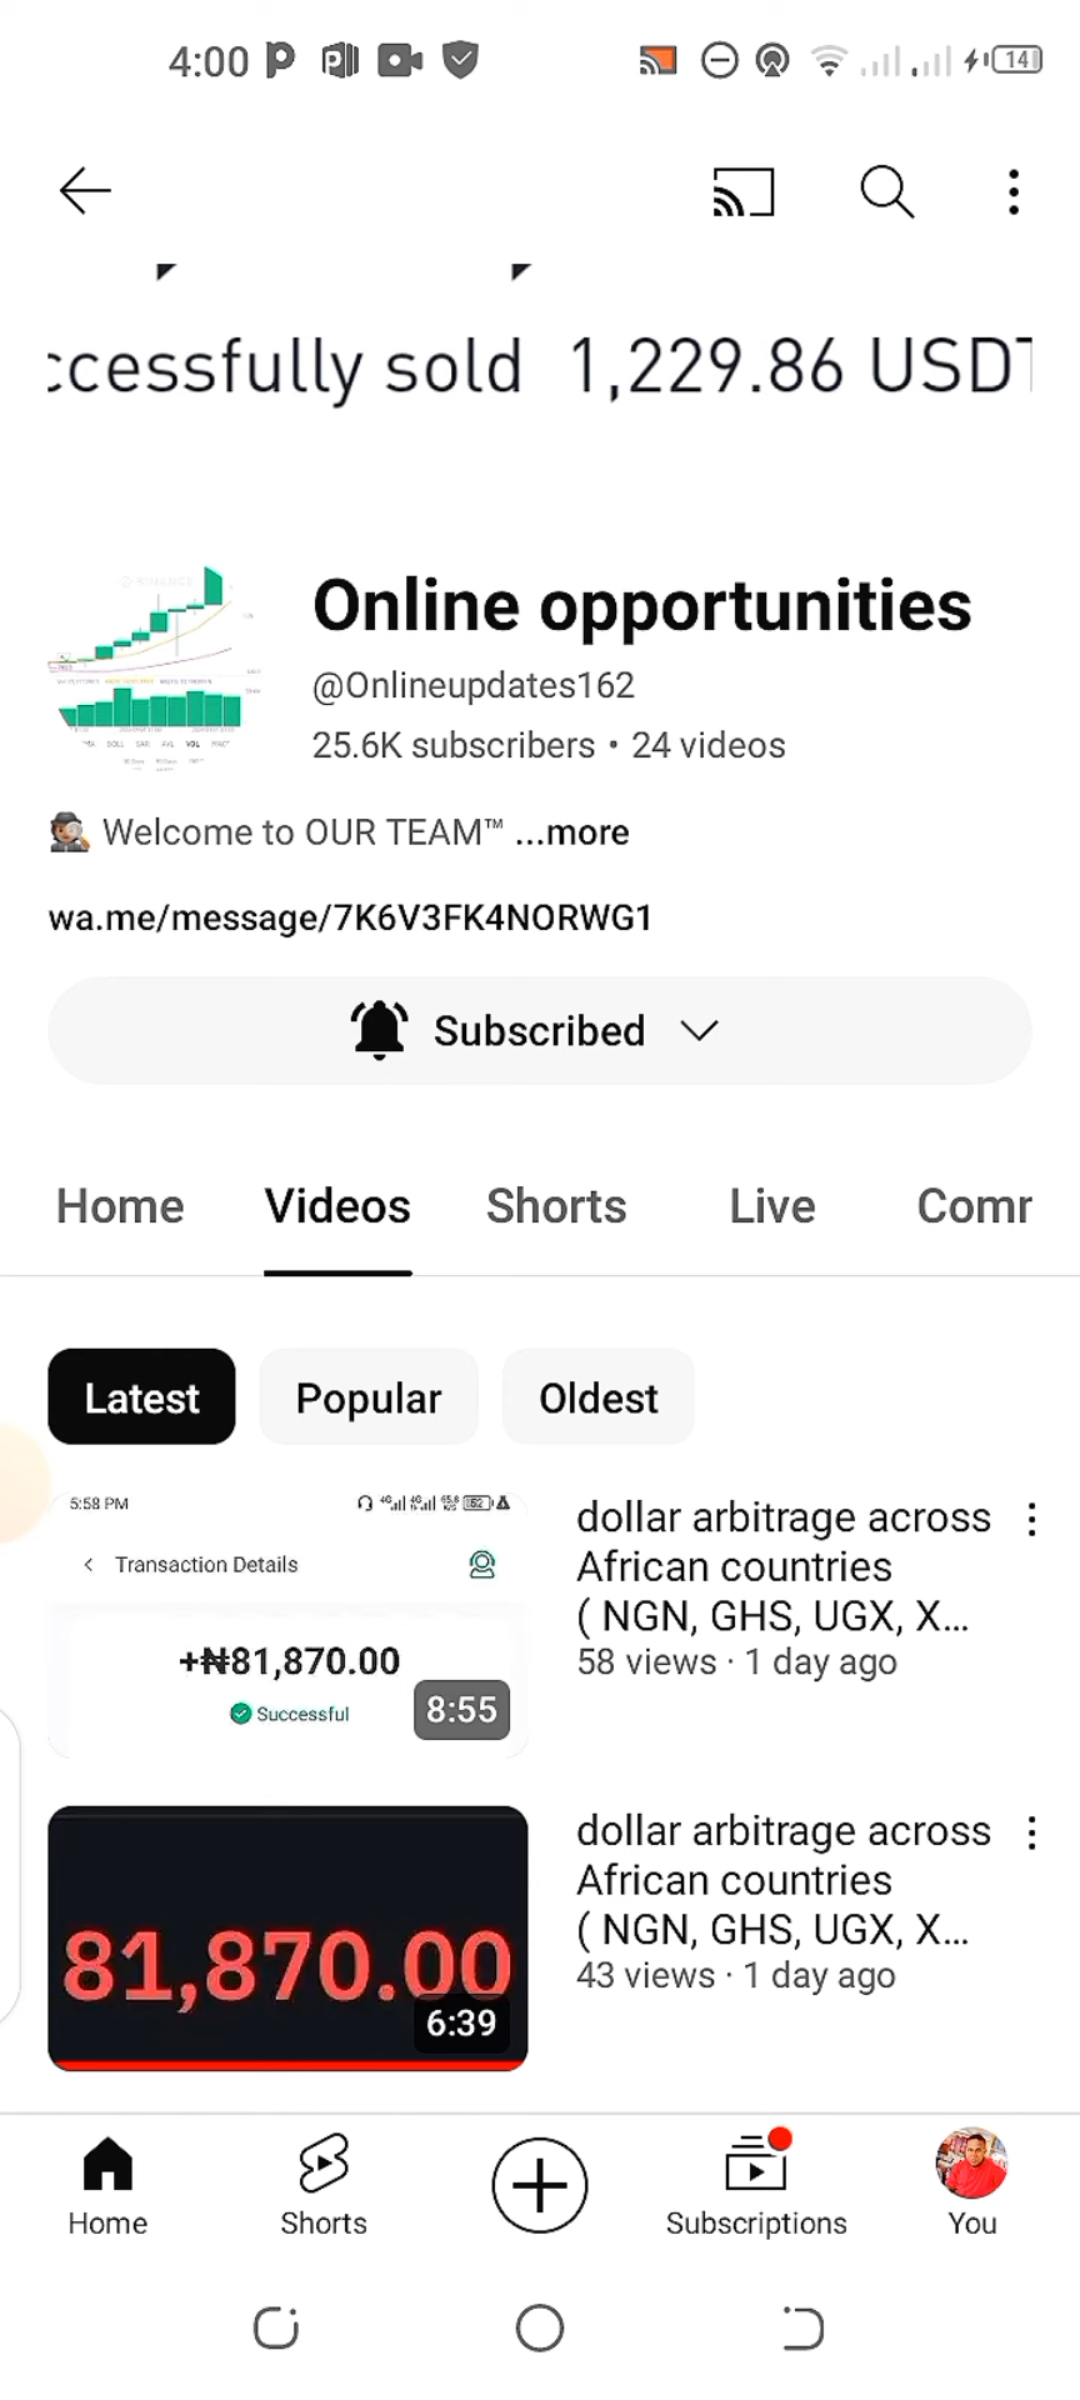 4:00
14
ccessfully sold 1,229.86 USDT
BINANCE
Online opportunities
@Onlineupdates162
25.6K subscribers • 24 videos
Welcome to OUR TEAM™ ...more
wa.me/message/7K6V3FK4NORWG1
Subscribed
Home Videos Shorts Live Comr
Latest Popular Oldest
5:58 PM
Transaction Details
+₦81,870.00
Successful
8:55
dollar arbitrage across
African countries
( NGN, GHS, UGX, X...
58 views · 1 day ago
81,870.00
6:39
dollar arbitrage across
African countries
( NGN, GHS, UGX, X...
43 views · 1 day ago
Home Shorts Subscriptions You